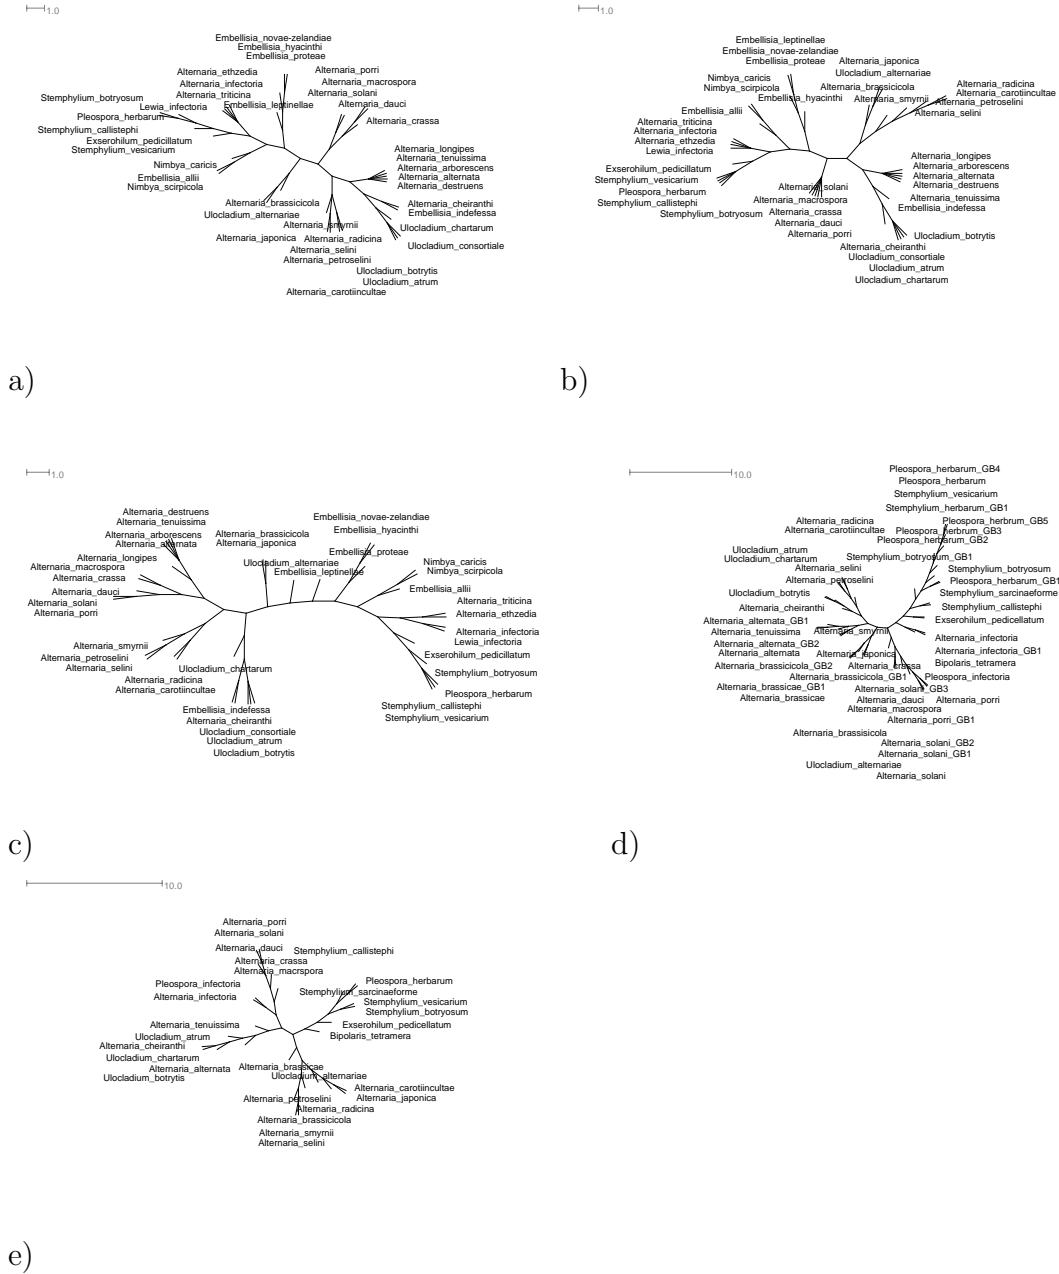 1.0
Embellisia_novae-zelandiae
Embellisia_hyacinthi
Embellisia_proteae
Alternaria_ethzedia
Alternaria_porri
Alternaria_infectoria
Alternaria_macrospora
Alternaria_triticina
Alternaria_solani
Stemphylium_botryosum
Lewia_infectoria
Embellisia_leptinellae
Alternaria_dauci
Pleospora_herbarum
Alternaria_crassa
Stemphylium_callistephi
Exserohilum_pedicillatum
Stemphylium_vesicarium
Alternaria_longipes
Alternaria_tenuissima
Nimbya_caricis
Alternaria_arborescens
Embellisia_allii
Alternaria_alternata
Nimbya_scirpicola
Alternaria_destruens
Alternaria_brassicicola
Alternaria_cheiranthi
Ulocladium_alternariae
Embellisia_indefessa
Alternaria_smyrnii
Ulocladium_chartarum
Alternaria_japonica
Alternaria_radicina
Ulocladium_consortiale
Alternaria_selini
Alternaria_petroselini
Ulocladium_botrytis
Ulocladium_atrum
Alternaria_carotiincultae
a)
1.0
Embellisia_leptinellae
Embellisia_novae-zelandiae
Embellisia_proteae
Alternaria_japonica
Ulocladium_alternariae
Nimbya_caricis
Nimbya_scirpicola
Alternaria_brassicicola
Alternaria_radicina
Alternaria_carotiincultae
Embellisia_hyacinthi
Alternaria_smyrnii
Alternaria_petroselini
Embellisia_allii
Alternaria_selini
Alternaria_triticina
Alternaria_infectoria
Alternaria_ethzedia
Lewia_infectoria
Alternaria_longipes
Alternaria_arborescens
Exserohilum_pedicillatum
Alternaria_alternata
Stemphylium_vesicarium
Alternaria_destruens
Alternaria_solani
Pleospora_herbarum
Alternaria_macrospora
Alternaria_tenuissima
Stemphylium_callistephi
Embellisia_indefessa
Stemphylium_botryosum
Alternaria_crassa
Alternaria_dauci
Alternaria_porri
Ulocladium_botrytis
Alternaria_cheiranthi
Ulocladium_consortiale
Ulocladium_atrum
Ulocladium_chartarum
b)
1.0
Alternaria_destruens
Alternaria_tenuissima
Embellisia_novae-zelandiae
Alternaria_arborescens
Alternaria_brassicicola
Embellisia_hyacinthi
Alternaria_alternata
Alternaria_japonica
Alternaria_longipes
Embellisia_proteae
Alternaria_macrospora
Ulocladium_alternariae
Nimbya_caricis
Alternaria_crassa
Embellisia_leptinellae
Nimbya_scirpicola
Alternaria_dauci
Embellisia_allii
Alternaria_solani
Alternaria_triticina
Alternaria_porri
Alternaria_ethzedia
Alternaria_infectoria
Alternaria_smyrnii
Lewia_infectoria
Alternaria_petroselini
Exserohilum_pedicillatum
Alternaria_selini
Ulocladium_chartarum
Stemphylium_botryosum
Alternaria_radicina
Alternaria_carotiincultae
Pleospora_herbarum
Embellisia_indefessa
Stemphylium_callistephi
Alternaria_cheiranthi
Stemphylium_vesicarium
Ulocladium_consortiale
Ulocladium_atrum
Ulocladium_botrytis
c)
10.0
Pleospora_herbarum_GB4
Pleospora_herbarum
Stemphylium_vesicarium
Stemphylium_herbarum_GB1
Alternaria_radicina
Pleospora_herbrum_GB5
Alternaria_carotincultae
Pleospora_herbrum_GB3
Pleospora_herbarum_GB2
Ulocladium_atrum
Ulocladium_chartarum
Stemphylium_botryosum_GB1
Alternaria_selini
Stemphylium_botryosum
Alternaria_petroselini
Pleospora_herbarum_GB1
Ulocladium_botrytis
Stemphylium_sarcinaeforme
Alternaria_cheiranthi
Stemphylium_callistephi
Alternaria_alternata_GB1
Exserohilum_pedicellatum
Alternaria_tenuissima
Alternaria_smyrnii
Alternaria_infectoria
Alternaria_alternata_GB2
Alternaria_infectoria_GB1
Alternaria_alternata
Alternaria_japonica
Bipolaris_tetramera
Alternaria_brassicicola_GB2
Alternaria_crassa
Alternaria_brassicicola_GB1
Pleospora_infectoria
Alternaria_brassicae_GB1
Alternaria_solani_GB3
Alternaria_brassicae
Alternaria_dauci
Alternaria_porri
Alternaria_macrospora
Alternaria_porri_GB1
Alternaria_brassisicola
Alternaria_solani_GB2
Alternaria_solani_GB1
Ulocladium_alternariae
Alternaria_solani
d)
10.0
Alternaria_porri
Alternaria_solani
Alternaria_dauci
Stemphylium_callistephi
Alternaria_crassa
Alternaria_macrspora
Pleospora_infectoria
Pleospora_herbarum
Alternaria_infectoria
Stemphylium_sarcinaeforme
Stemphylium_vesicarium
Stemphylium_botryosum
Alternaria_tenuissima
Exserohilum_pedicellatum
Ulocladium_atrum
Bipolaris_tetramera
Alternaria_cheiranthi
Ulocladium_chartarum
Alternaria_alternata
Alternaria_brassicae
Ulocladium_botrytis
Ulocladium_alternariae
Alternaria_carotiincultae
Alternaria_petroselini
Alternaria_japonica
Alternaria_radicina
Alternaria_brassicicola
Alternaria_smyrnii
Alternaria_selini
e)